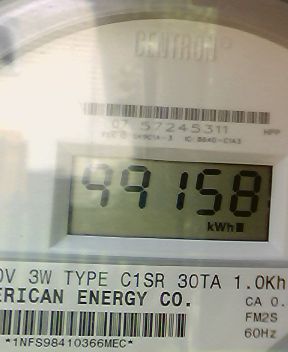 CENTRON®
07 57245311 HPP
99158
kWh
0V 3W TYPE C1SR 30TA 1.0Kh
ERICAN ENERGY CO. CA 0.
FM2S
*1NFS98410366MEC* 60Hz